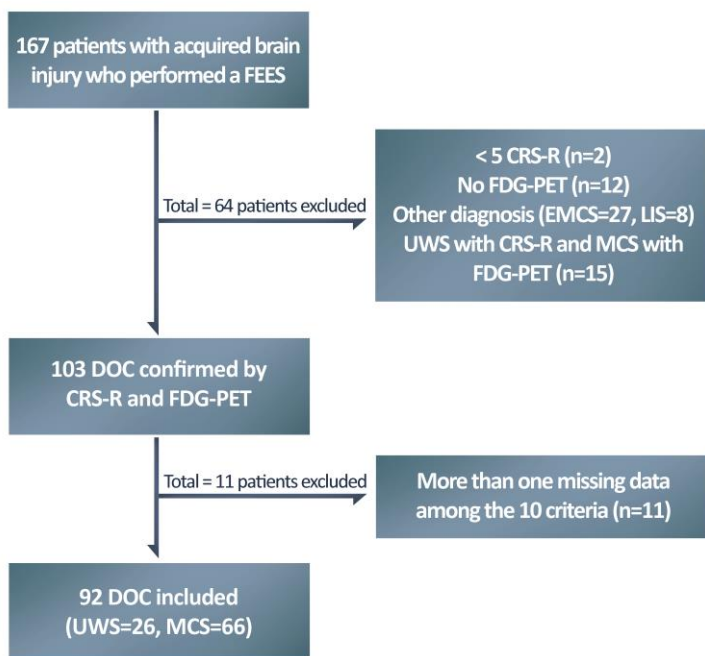 167 patients with acquired brain
injury who performed a FEES
Total = 64 patients excluded
< 5 CRS-R (n=2)
No FDG-PET (n=12)
Other diagnosis (EMCS=27, LIS=8)
UWS with CRS-R and MCS with
FDG-PET (n=15)
103 DOC confirmed by
CRS-R and FDG-PET
Total = 11 patients excluded
More than one missing data
among the 10 criteria (n=11)
92 DOC included
(UWS=26, MCS=66)